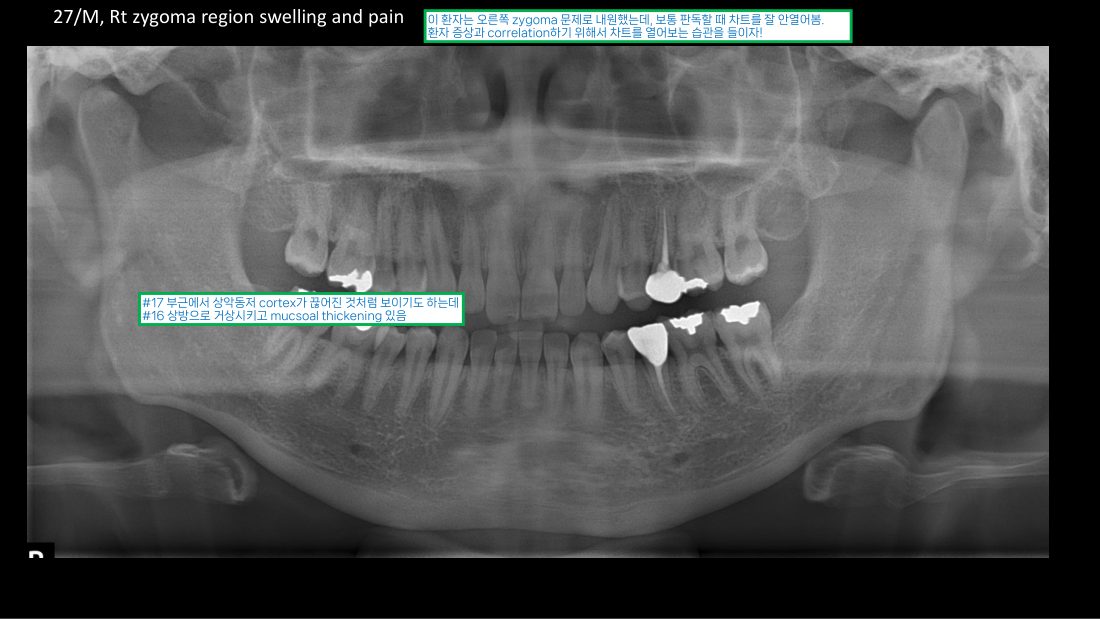 27/M, Rt zygoma region swelling and pain
이 환자는 오른쪽 zygoma 문제로 내원했는데, 보통 판독할 때 차트를 잘 안열어봄.
환자 증상과 correlation하기 위해서 차트를 열어보는 습관을 들이자!
#17 부근에서 상악동저 cortex가 끊어진 것처럼 보이기도 하는데
#16 상방으로 거상시키고 mucsoal thickening 있음